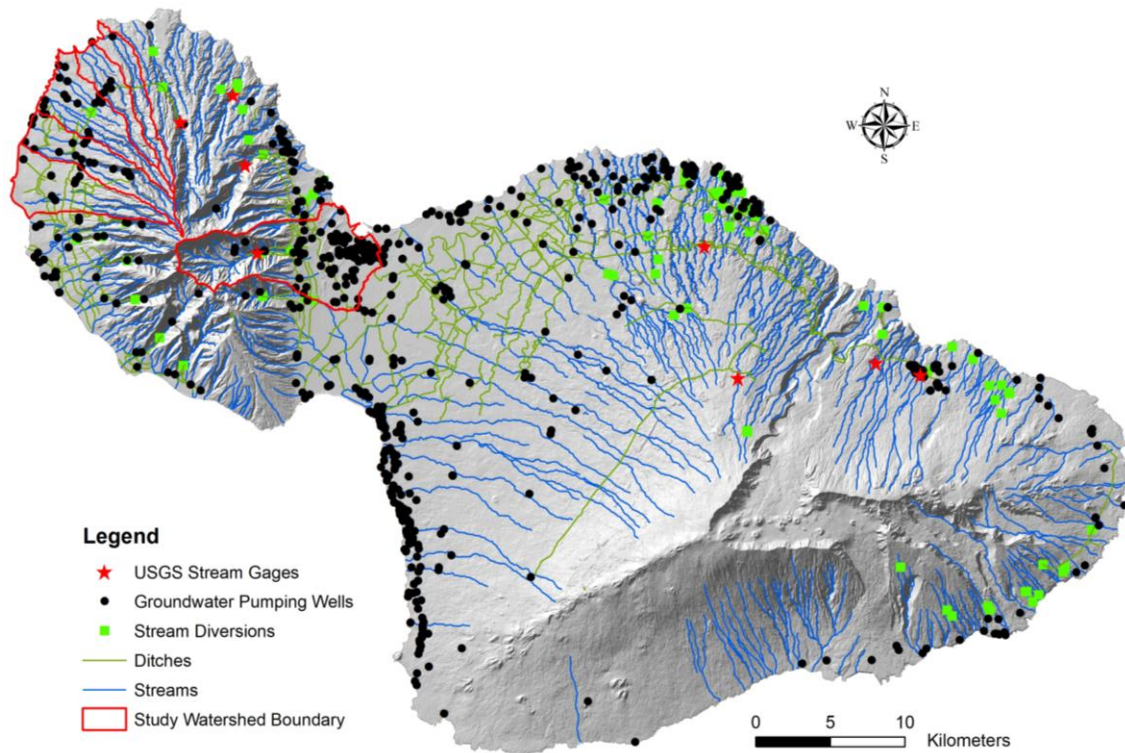 N
W E
S
Legend
USGS Stream Gages
Groundwater Pumping Wells
Stream Diversions
Ditches
Streams
Study Watershed Boundary
0 5 10
Kilometers